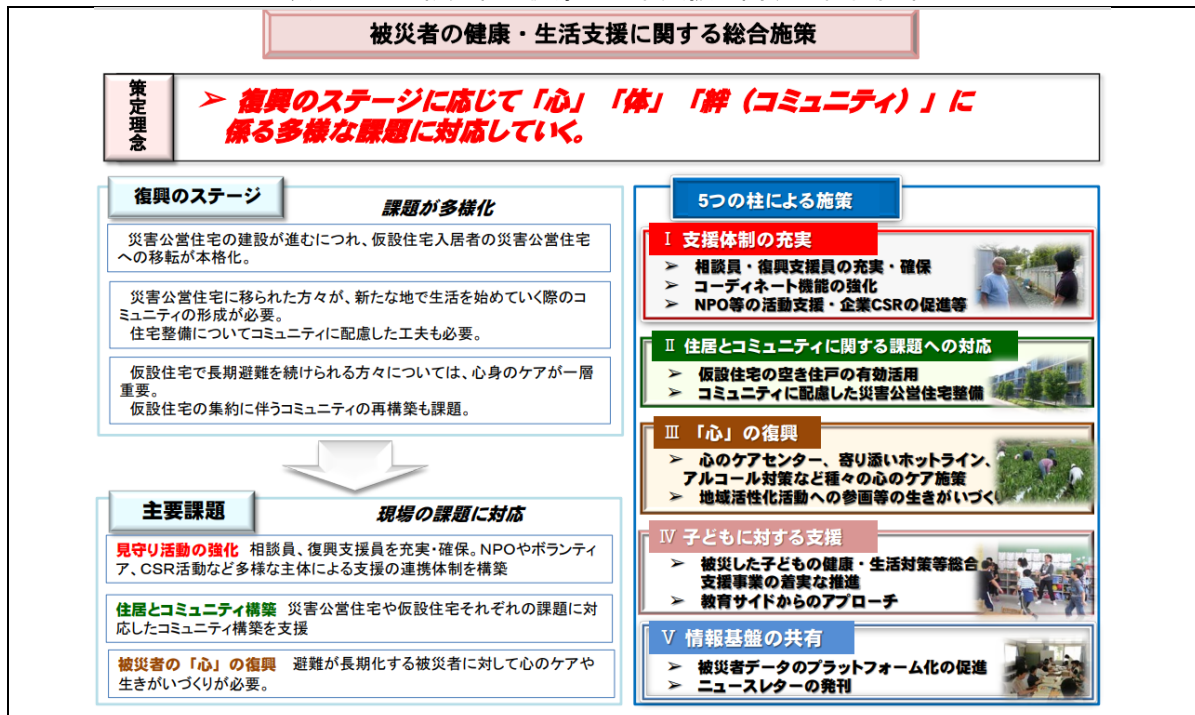 被災者の健康・生活支援に関する総合施策
策定理念
➢ 復興のステージに応じて「心」「体」「絆(コミュニティ)」に
係る多様な課題に対応していく。
復興のステージ
課題が多様化
災害公営住宅の建設が進むにつれ、仮設住宅入居者の災害公営住宅
への移転が本格化。
災害公営住宅に移られた方々が、新たな地で生活を始めていく際のコ
ミュニティの形成が必要。
住宅整備についてコミュニティに配慮した工夫も必要。
仮設住宅で長期避難を続けられる方々については、心身のケアが一層
重要。
仮設住宅の集約に伴うコミュニティの再構築も課題。
主要課題
現場の課題に対応
見守り活動の強化 相談員、復興支援員を充実・確保。NPOやボランティ
ア、CSR活動など多様な主体による支援の連携体制を構築
住居とコミュニティ構築 災害公営住宅や仮設住宅それぞれの課題に対
応したコミュニティ構築を支援
被災者の「心」の復興 避難が長期化する被災者に対して心のケアや
生きがいづくりが必要。
5つの柱による施策
Ⅰ 支援体制の充実
➢ 相談員・復興支援員の充実・確保
➢ コーディネート機能の強化
➢ NPO等の活動支援・企業CSRの促進等
Ⅱ 住居とコミュニティに関する課題への対応
➢ 仮設住宅の空き住戸の有効活用
➢ コミュニティに配慮した災害公営住宅整備
Ⅲ 「心」の復興
➢ 心のケアセンター、寄り添いホットライン、
アルコール対策など種々の心のケア施策
➢ 地域活性化活動への参画等の生きがいづくり
Ⅳ 子どもに対する支援
➢ 被災した子どもの健康・生活対策等総合
支援事業の着実な推進
➢ 教育サイドからのアプローチ
Ⅴ 情報基盤の共有
➢ 被災者データのプラットフォーム化の促進
➢ ニュースレターの発刊